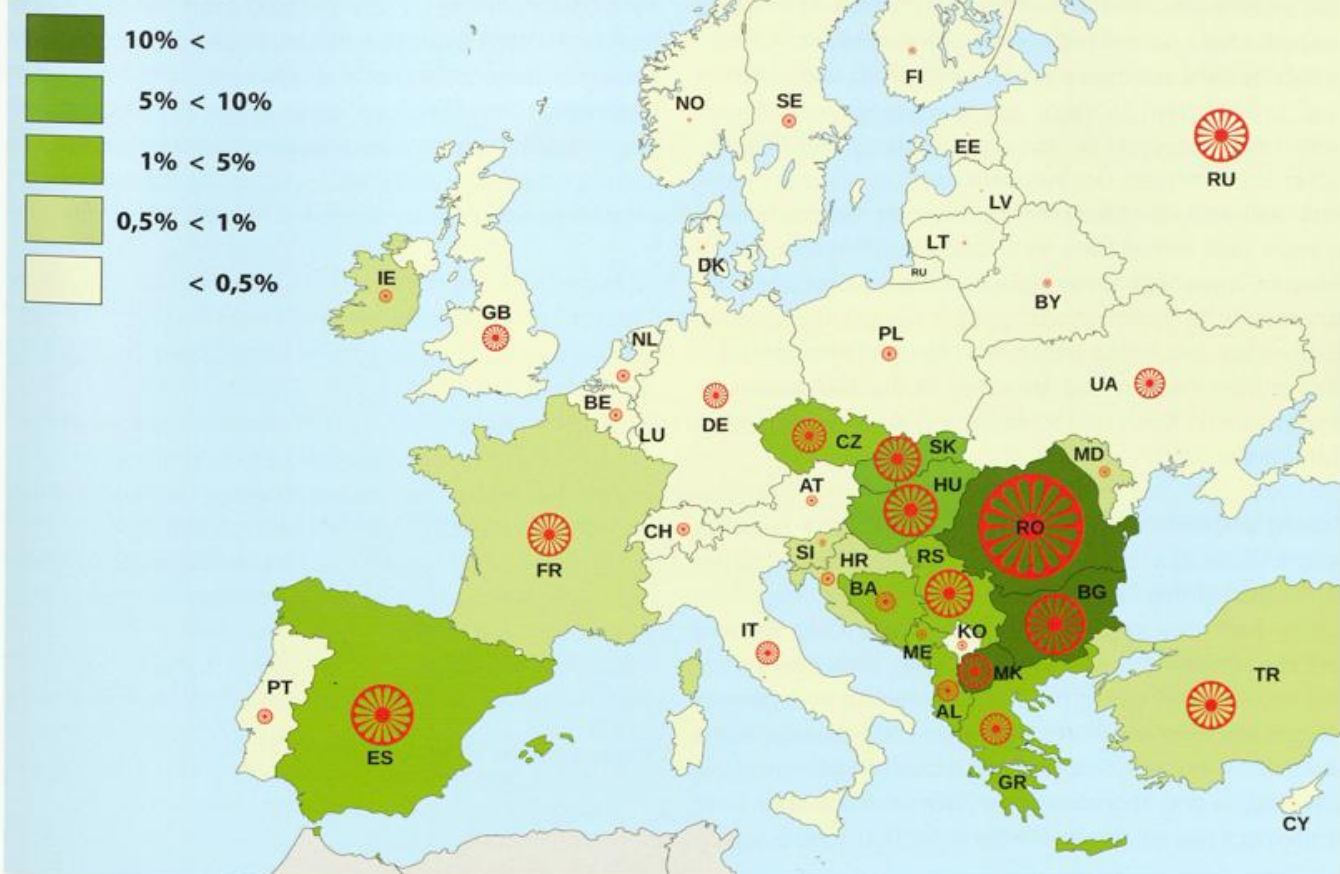 10% <
5% < 10%
1% < 5%
0,5% < 1%
< 0,5%
NO
SE
FI
EE
RU
LV
LT
DK
RU
BY
IE
GB
NL
PL
UA
BE
DE
LU
CZ
SK
MD
AT
HU
CH
RO
FR
SI
HR
RS
BA
BG
IT
KO
ME
MK
TR
PT
AL
ES
GR
CY